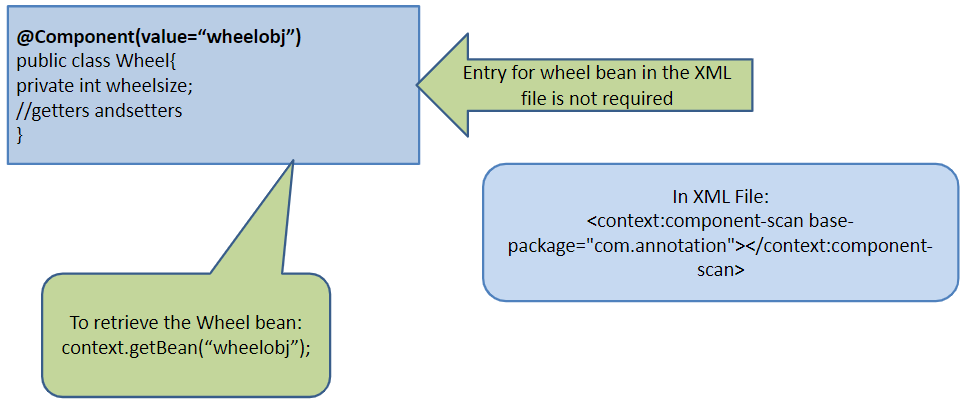 @Component(value=“wheelobj”)
public class Wheel{
private int wheelsize;
//getters andsetters
}
Entry for wheel bean in the XML
file is not required
In XML File:
<context:component-scan base-
package="com.annotation"></context:component-
scan>
To retrieve the Wheel bean:
context.getBean(“wheelobj”);